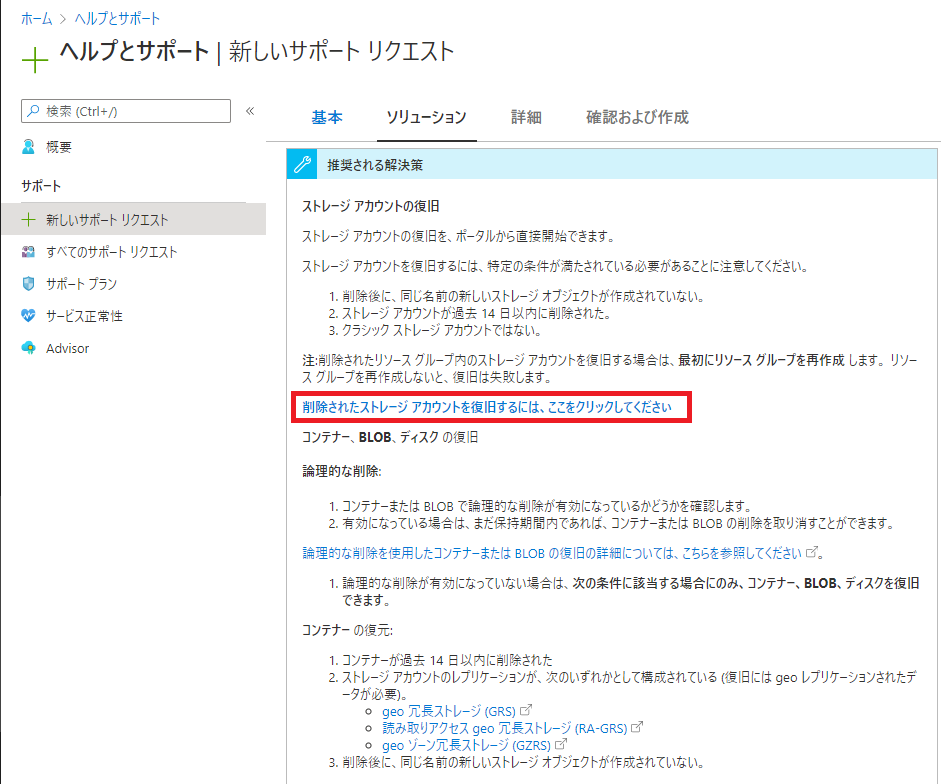 ホーム > ヘルプとサポート
ヘルプとサポート | 新しいサポート リクエスト
検索 (Ctrl+/)
«
概要
サポート
新しいサポート リクエスト
すべてのサポート リクエスト
サポート プラン
サービス正常性
Advisor
基本 ソリューション 詳細 確認および作成
推奨される解決策
ストレージ アカウントの復旧
ストレージ アカウントの復旧を、ポータルから直接開始できます。
ストレージ アカウントを復旧するには、特定の条件が満たされている必要があることに注意してください。
1. 削除後に、同じ名前の新しいストレージ オブジェクトが作成されていない。
2. ストレージ アカウントが過去 14 日以内に削除された。
3. クラシック ストレージ アカウントではない。
注:削除されたリソース グループ内のストレージ アカウントを復旧する場合は、最初にリソース グループを再作成 します。リソー
ス グループを再作成しないと、復旧は失敗します。
削除されたストレージ アカウントを復旧するには、ここをクリックしてください
コンテナー、BLOB、ディスク の復旧
論理的な削除:
1. コンテナーまたは BLOB で論理的な削除が有効になっているかどうかを確認します。
2. 有効になっている場合は、まだ保持期間内であれば、コンテナーまたは BLOB の削除を取り消すことができます。
論理的な削除を使用したコンテナーまたは BLOB の復旧の詳細については、こちらを参照してください 。
1. 論理的な削除が有効になっていない場合は、次の条件に該当する場合にのみ、コンテナー、BLOB、ディスクを復旧
できます。
コンテナー の復元:
1. コンテナーが過去 14 日以内に削除された
2. ストレージ アカウントのレプリケーションが、次のいずれかとして構成されている (復旧には geo レプリケーションされたデ
ータが必要)。
geo 冗長ストレージ (GRS)
読み取りアクセス geo 冗長ストレージ (RA-GRS)
geo ゾーン冗長ストレージ (GZRS)
3. 削除後に、同じ名前の新しいストレージ オブジェクトが作成されていない。